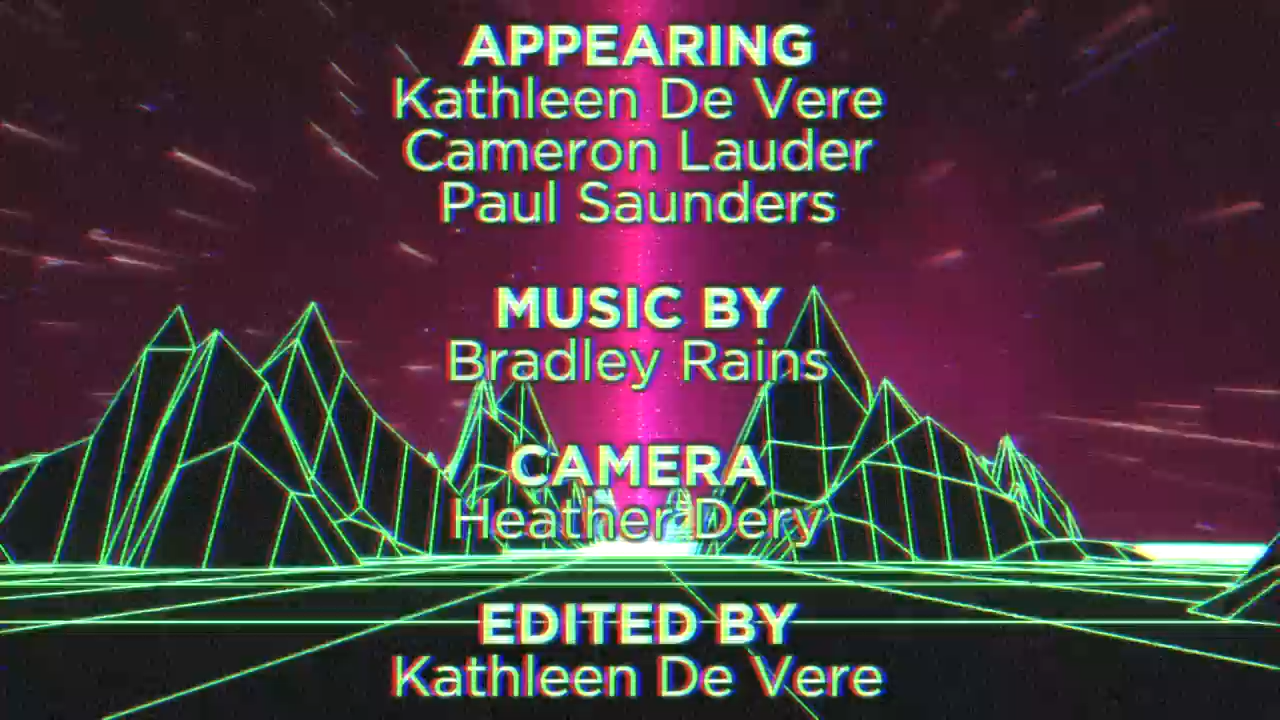 APPEARING
Kathleen De Vere
Cameron Lauder
Paul Saunders
MUSIC BY
Bradley Rains
CAMERA
Heather Dery
EDITED BY
Kathleen De Vere